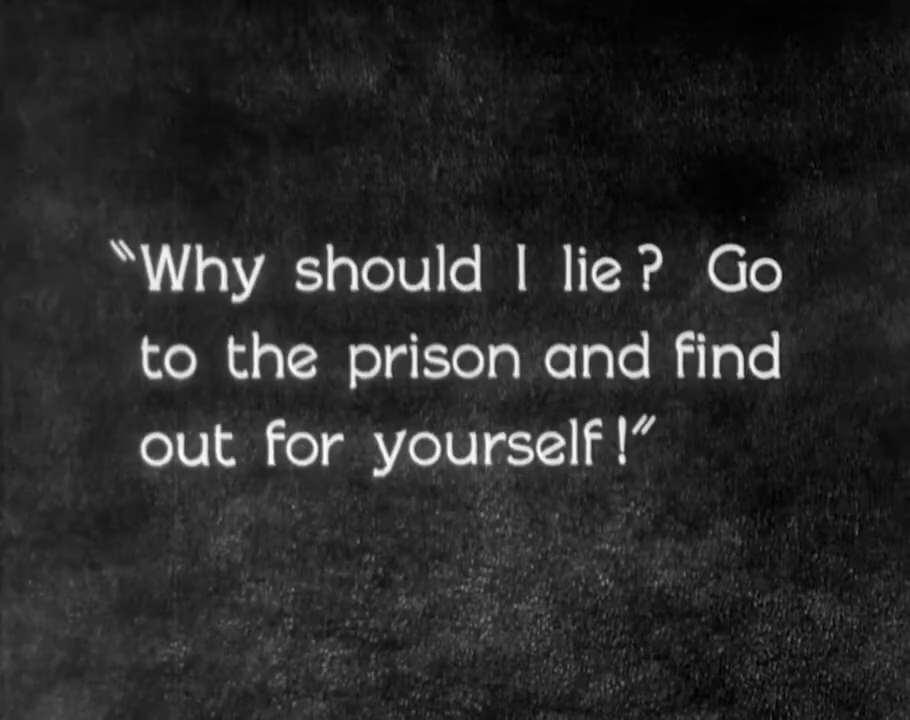 "Why should I lie? Go
to the prison and find
out for yourself!"